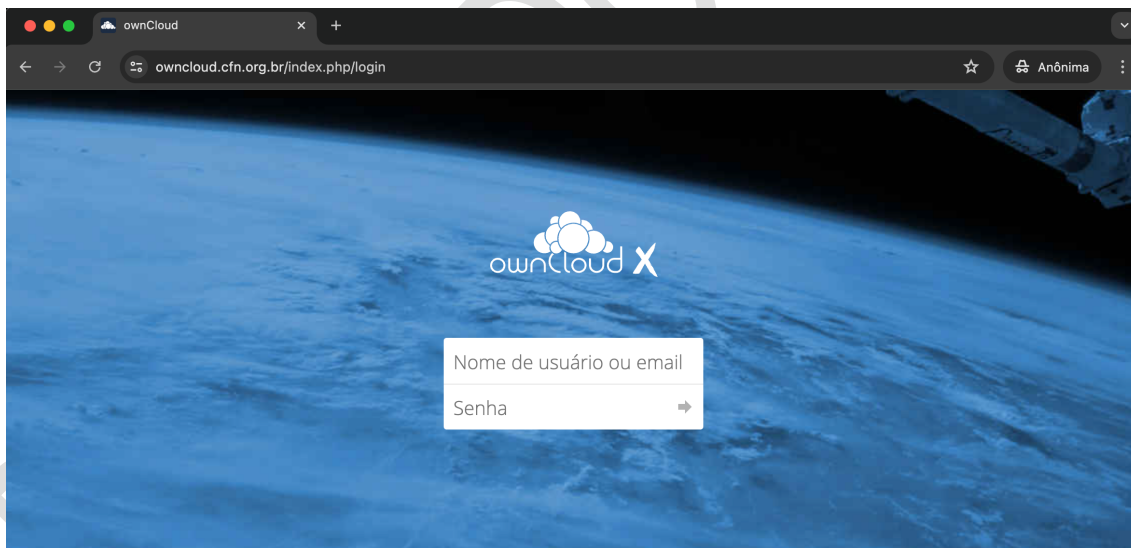 ownCloud
owncloud.cfn.org.br/index.php/login
Anônima
ownCloud X
Nome de usuário ou email
Senha